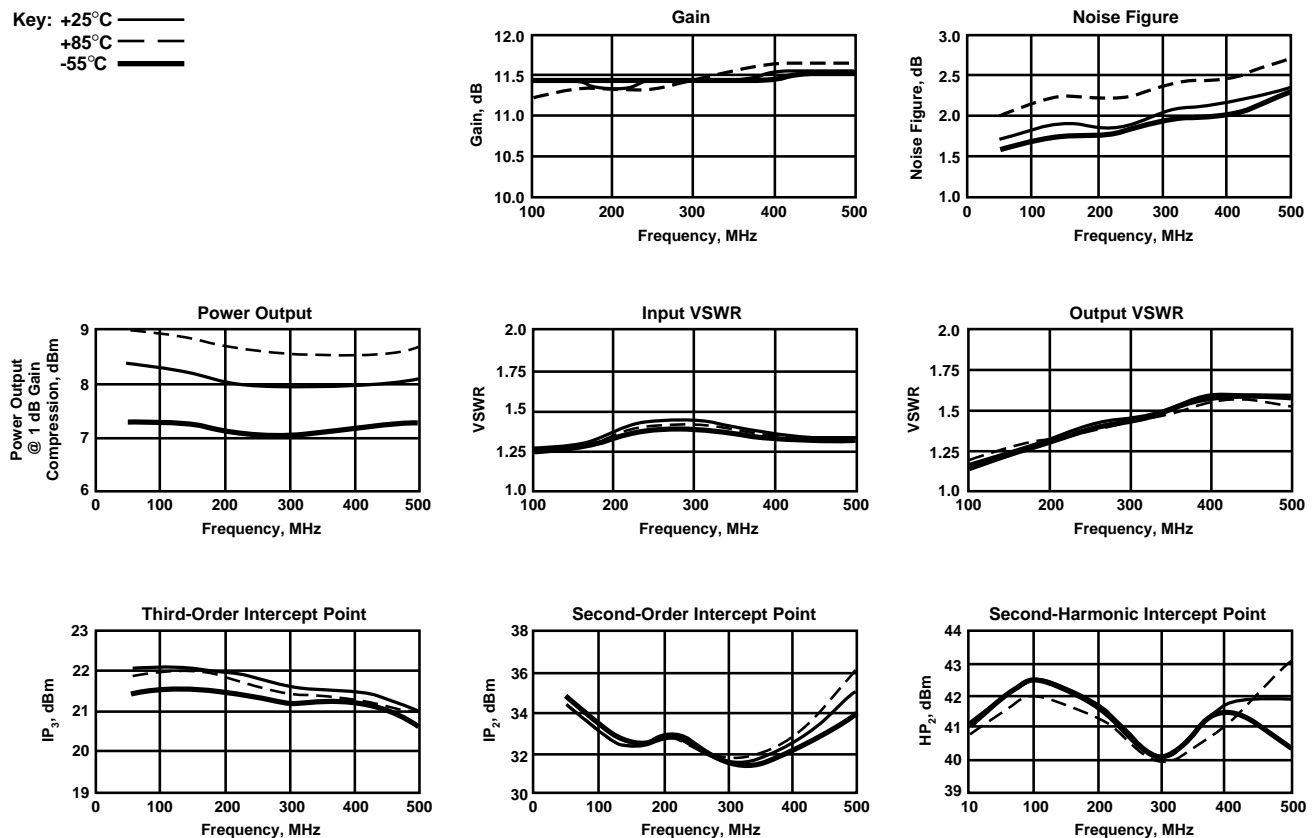 Key: +25°C
+85°C
-55°C
Gain
Gain, dB
12.0
11.5
11.0
10.5
10.0
100 200 300 400 500
Frequency, MHz
Noise Figure
Noise Figure, dB
3.0
2.5
2.0
1.5
1.0
0 100 200 300 400 500
Frequency, MHz
Power Output
Power Output
@ 1 dB Gain
Compression, dBm
9
8
7
6
0 100 200 300 400 500
Frequency, MHz
Input VSWR
VSWR
2.0
1.75
1.5
1.25
1.0
100 200 300 400 500
Frequency, MHz
Output VSWR
VSWR
2.0
1.75
1.5
1.25
1.0
100 200 300 400 500
Frequency, MHz
Third-Order Intercept Point
IP3, dBm
23
22
21
20
19
0 100 200 300 400 500
Frequency, MHz
Second-Order Intercept Point
IP2, dBm
38
36
34
32
30
0 100 200 300 400 500
Frequency, MHz
Second-Harmonic Intercept Point
HP2, dBm
44
43
42
41
40
39
10 100 200 300 400 500
Frequency, MHz